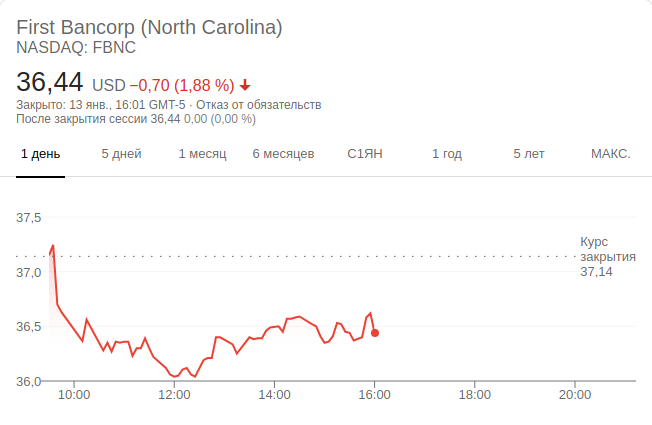 First Bancorp (North Carolina)
NASDAQ: FBNC
36,44 USD −0,70 (1,88 %)
Закрыто: 13 янв., 16:01 GMT-5 · Отказ от обязательств
После закрытия сессии 36,44 0,00 (0,00 %)
1 день 5 дней 1 месяц 6 месяцев С1ЯН 1 год 5 лет МАКС.
37,5
Курс
закрытия
37,14
37,0
36,5
36,0
10:00 12:00 14:00 16:00 18:00 20:00